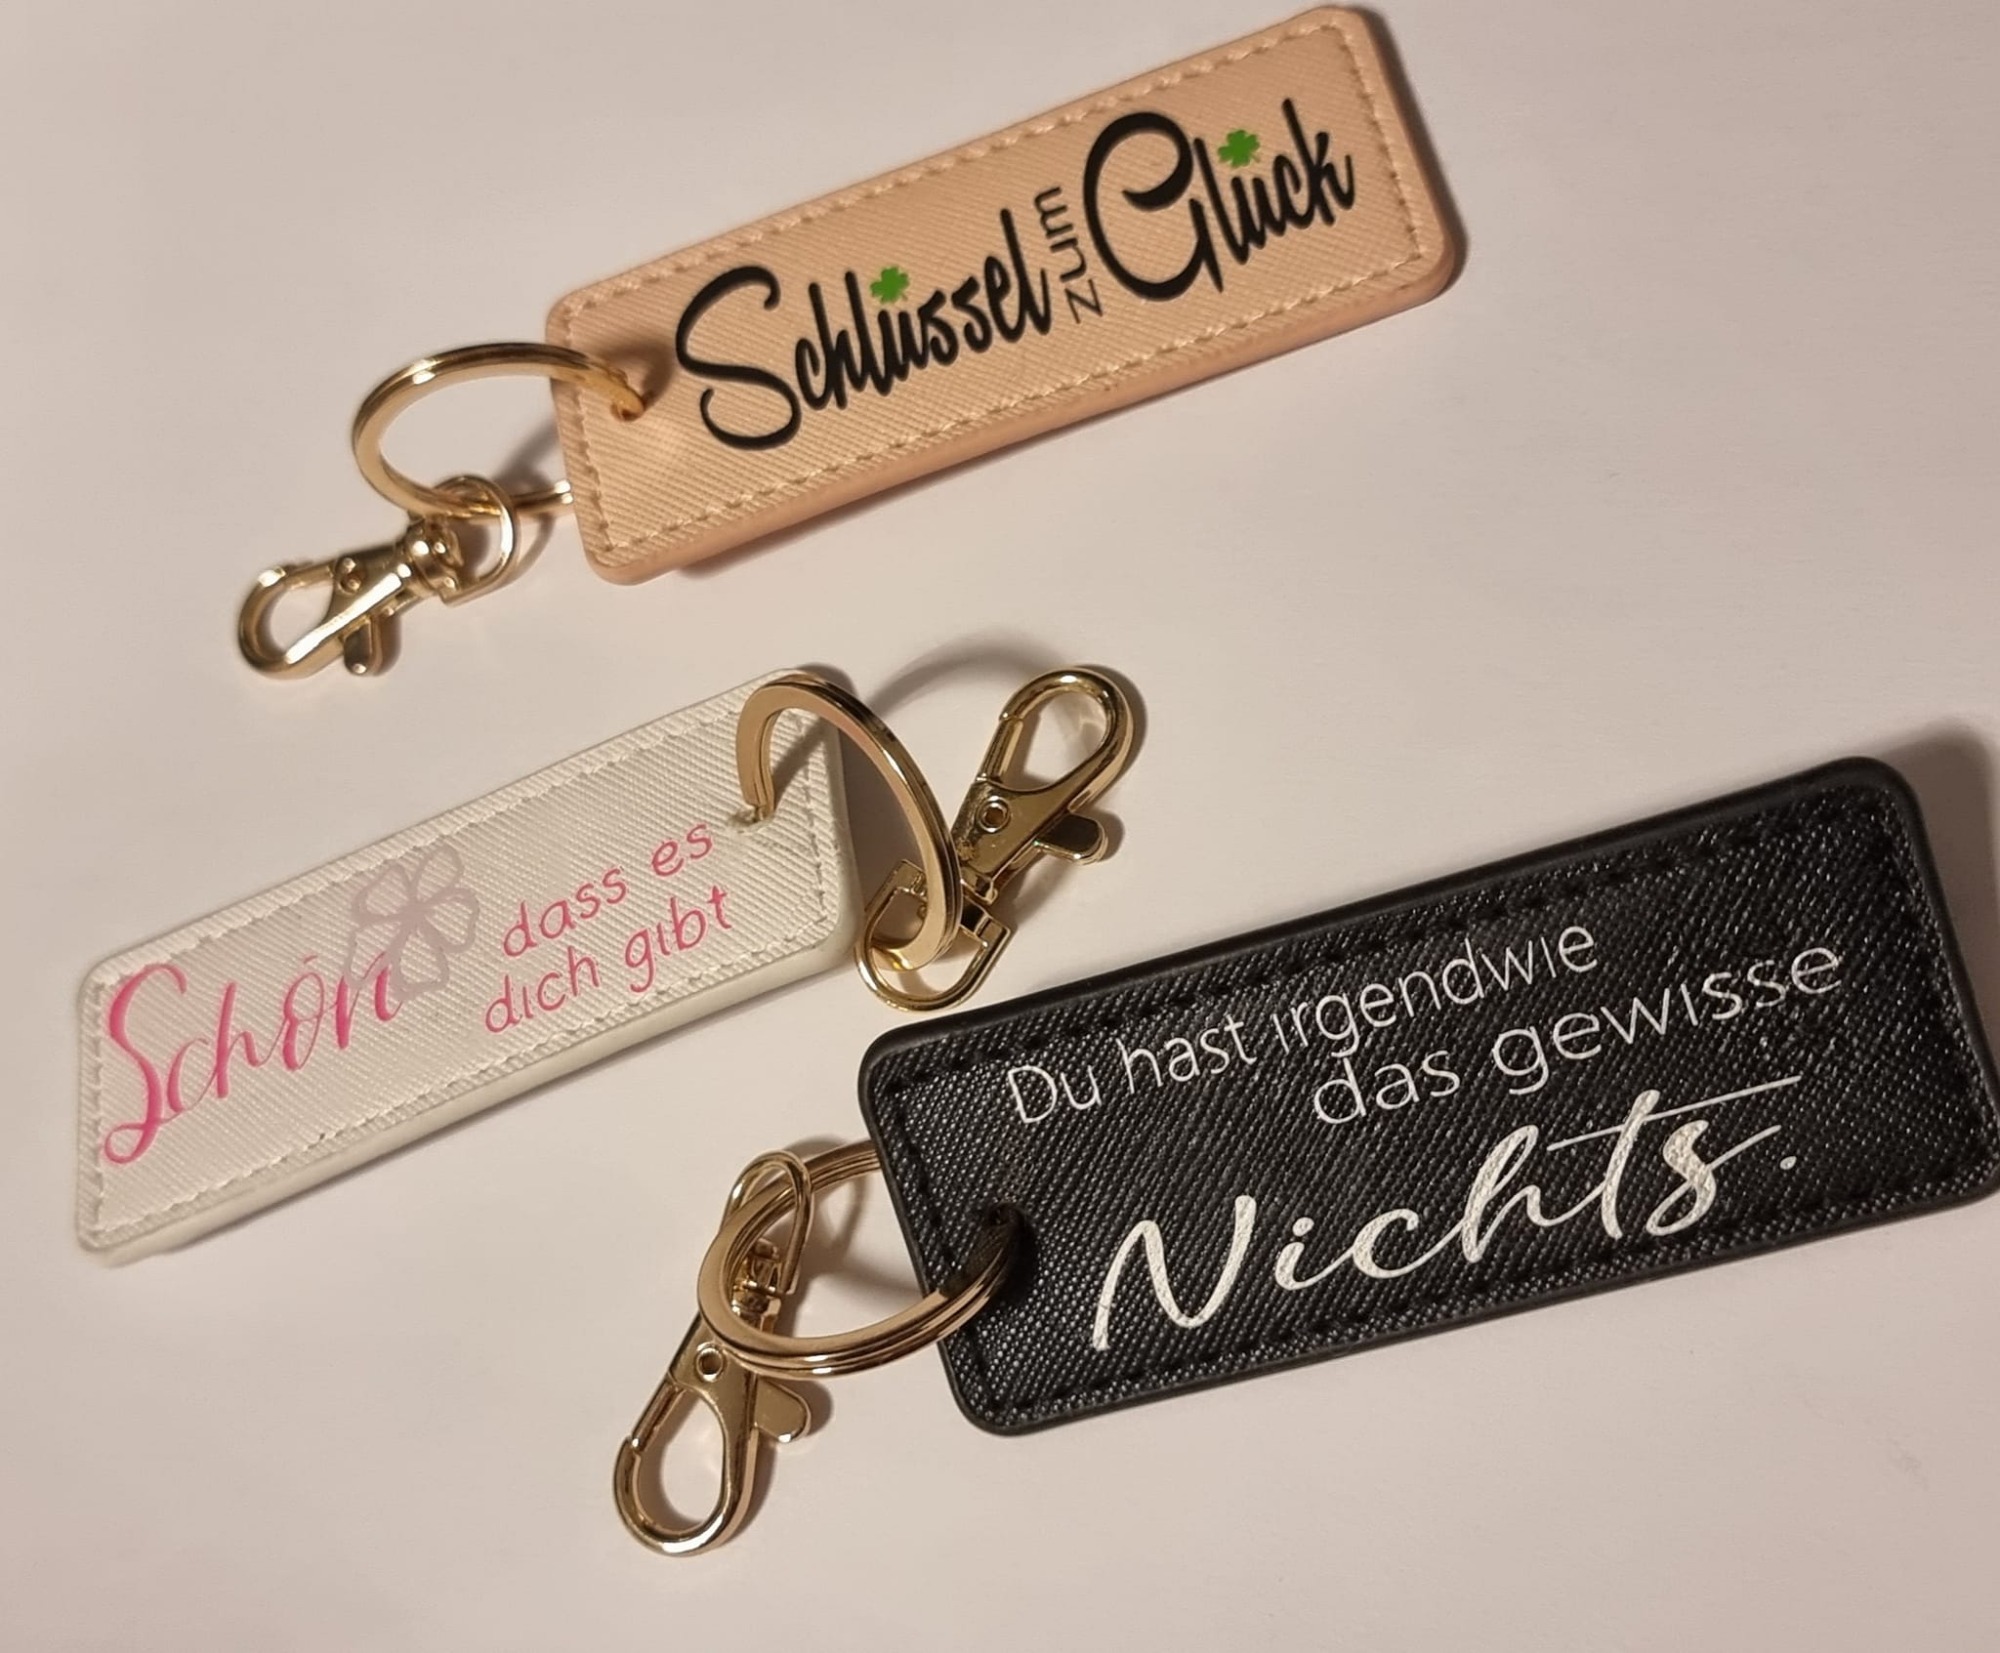 Schlüssel zum Glück
Schön dass es
dich gibt
Du hast irgendwie
das gewisse
Nichts.